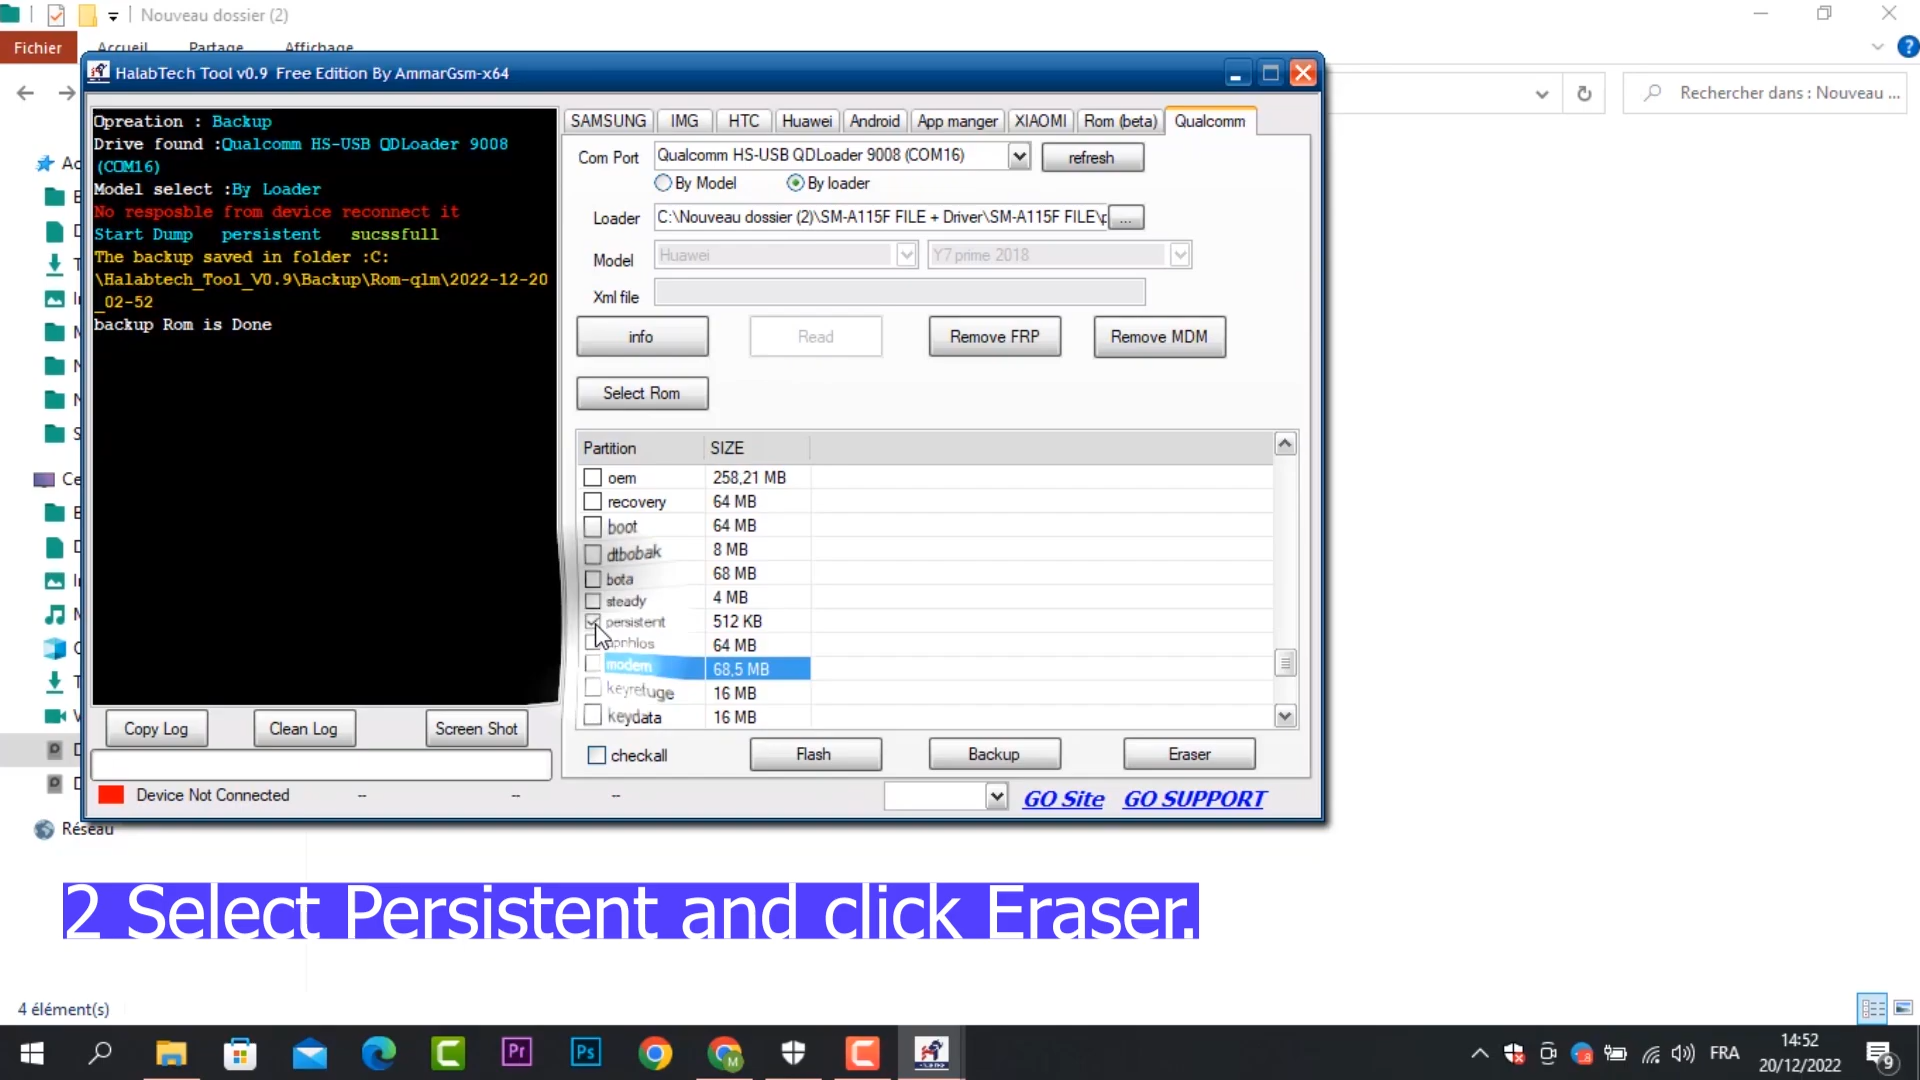 Nouveau dossier (2)
Fichier
Accueil
Partage
Affichage
Rechercher dans : Nouveau ...
HalabTech Tool v0.9 Free Edition By AmmarGsm-x64
Opreation : Backup
Drive found :Qualcomm HS-USB QDLoader 9008
(COM16)
Model select :By Loader
No resposble from device reconnect it
Start Dump persistent sucssfull
The backup saved in folder :C:
\Halabtech_Tool_V0.9\Backup\Rom-qlm\2022-12-20
_02-52
backup Rom is Done
SAMSUNG IMG HTC Huawei Android App manger XIAOMI Rom (beta) Qualcomm
Com Port Qualcomm HS-USB QDLoader 9008 (COM16) refresh
By Model By loader
Loader C:\Nouveau dossier (2)\SM-A115F FILE + Driver\SM-A115F FILE\p ...
Model Huawei Y7 prime 2018
Xml file
info Read Remove FRP Remove MDM
Select Rom
Partition SIZE
oem 258,21 MB
recovery 64 MB
boot 64 MB
dtbobak 8 MB
bota 68 MB
steady 4 MB
persistent 512 KB
64 MB
modem 68,5 MB
keyrefuge 16 MB
keydata 16 MB
checkall Flash Backup Eraser
Copy Log Clean Log Screen Shot
Device Not Connected -- -- --
GO Site GO SUPPORT
Réseau
2 Select Persistent and click Eraser.
4 élément(s)
FRA
14:52
20/12/2022
9